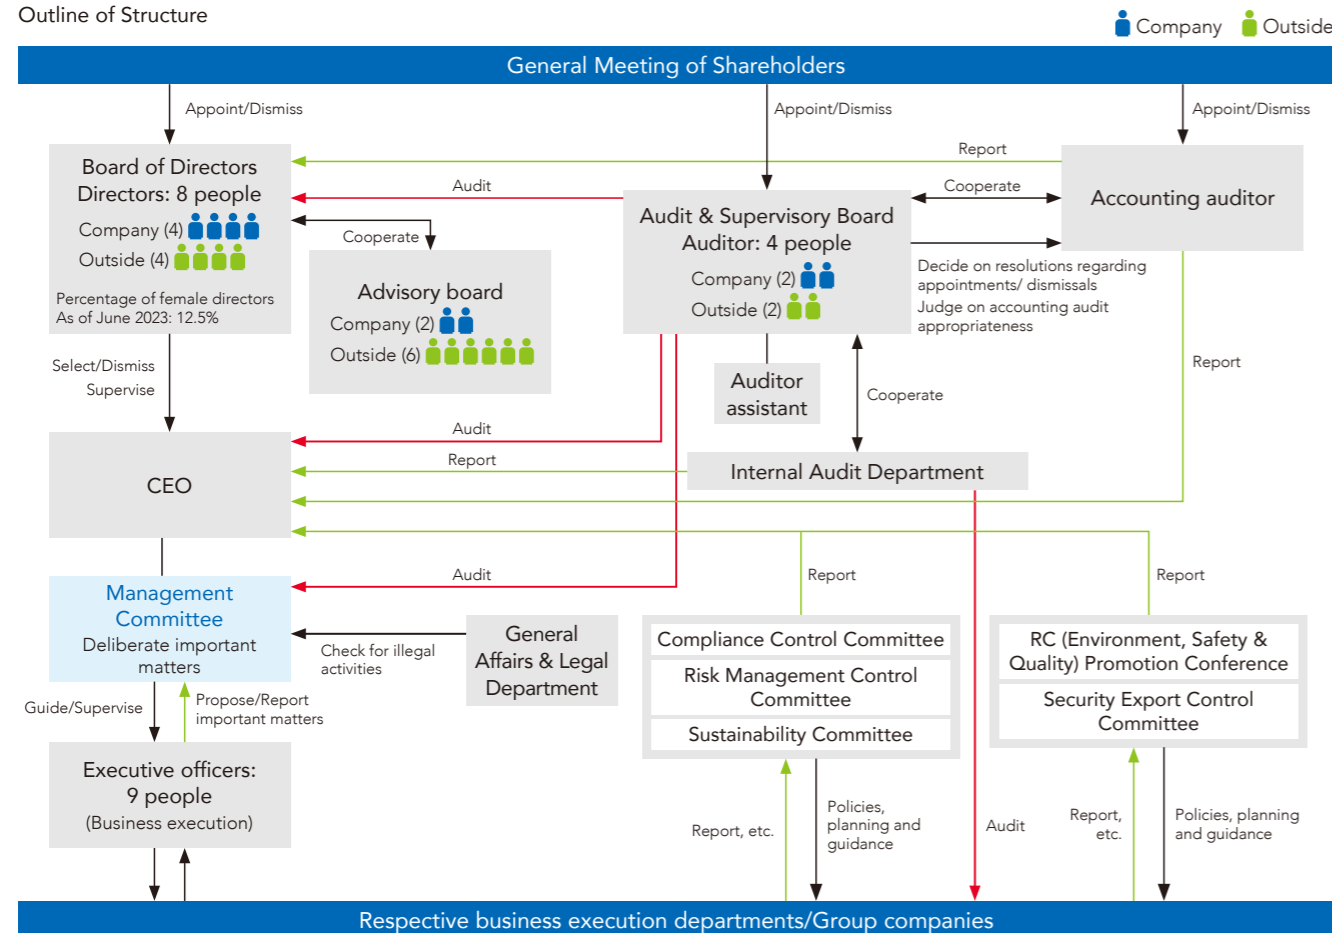 Outline of Structure
Company
Outside
General Meeting of Shareholders
Appoint/Dismiss
Appoint/Dismiss
Appoint/Dismiss
Board of Directors
Directors: 8 people
Company (4)
Outside (4)
Percentage of female directors
As of June 2023: 12.5%
Report
Audit
Cooperate
Advisory board
Company (2)
Outside (6)
Audit & Supervisory Board
Auditor: 4 people
Company (2)
Outside (2)
Cooperate
Accounting auditor
Decide on resolutions regarding
appointments/ dismissals
Judge on accounting audit
appropriateness
Select/Dismiss
Supervise
Auditor
assistant
Cooperate
Report
Audit
Report
Internal Audit Department
CEO
Audit
Report
Report
Management
Committee
Deliberate important
matters
Check for illegal
activities
General
Affairs & Legal
Department
Compliance Control Committee
Risk Management Control
Committee
Sustainability Committee
RC (Environment, Safety &
Quality) Promotion Conference
Security Export Control
Committee
Guide/Supervise
Propose/Report
important matters
Executive officers:
9 people
(Business execution)
Report, etc.
Policies,
planning and
guidance
Audit
Report,
etc.
Policies, planning
and guidance
Respective business execution departments/Group companies